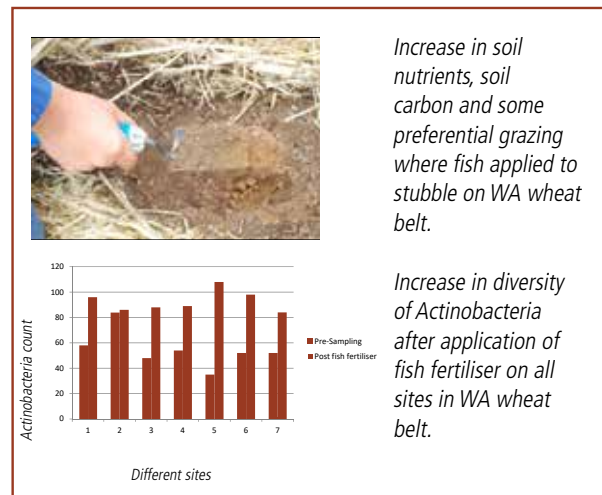 Increase in soil
nutrients, soil
carbon and some
preferential grazing
where fish applied to
stubble on WA wheat
belt.
120
100
80
60
40
20
0
1 2 3 4 5 6 7
Actinobacteria count
Different sites
Pre-Sampling
Post fish fertiliser
Increase in diversity
of Actinobacteria
after application of
fish fertiliser on all
sites in WA wheat
belt.